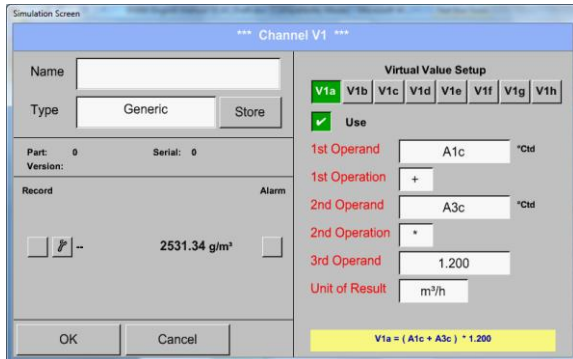 Simulation Screen
*** Channel V1 ***
Name
Type Generic Store
Part: 0 Serial: 0
Version:
Record Alarm
-- 2531.34 g/m³
OK Cancel
Virtual Value Setup
V1a V1b V1c V1d V1e V1f V1g V1h
Use
1st Operand A1c °Ctd
1st Operation +
2nd Operand A3c °Ctd
2nd Operation *
3rd Operand 1.200
Unit of Result m³/h
V1a = ( A1c + A3c ) * 1.200